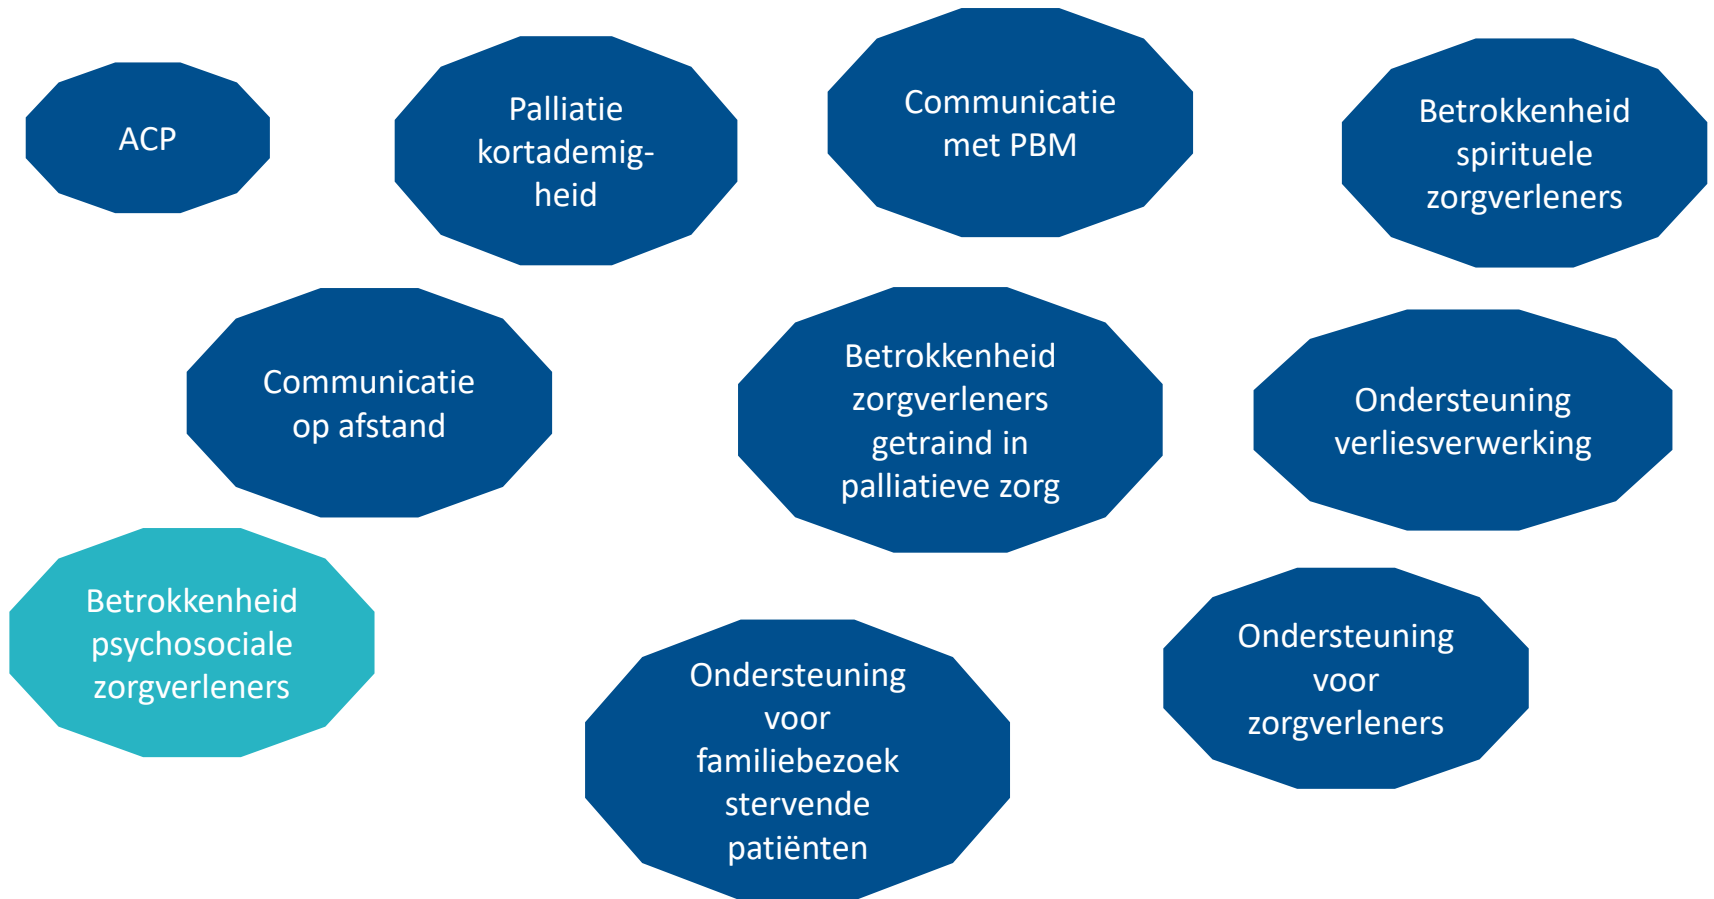 ACP
Palliatie
kortademig-
heid
Communicatie
met PBM
Betrokkenheid
spirituele
zorgverleners
Communicatie
op afstand
Betrokkenheid
zorgverleners
getraind in
palliatieve zorg
Ondersteuning
verliesverwerking
Betrokkenheid
psychosociale
zorgverleners
Ondersteuning
voor
familiebezoek
stervende
patiënten
Ondersteuning
voor
zorgverleners